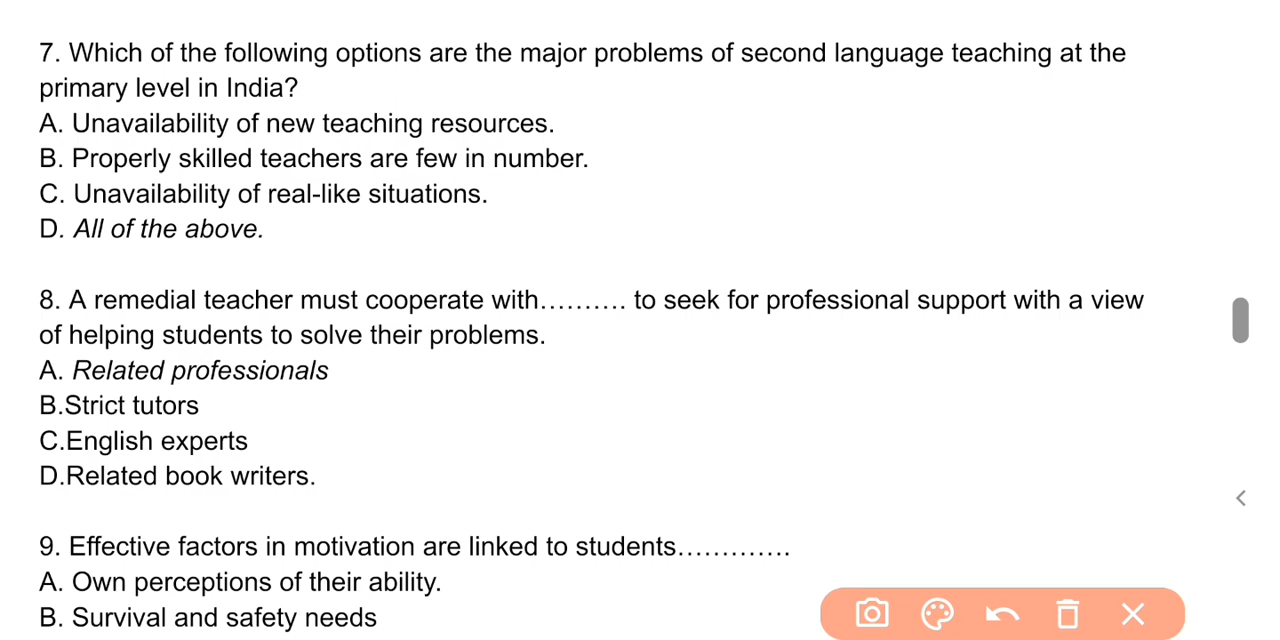 7. Which of the following options are the major problems of second language teaching at the
primary level in India?
A. Unavailability of new teaching resources.
B. Properly skilled teachers are few in number.
C. Unavailability of real-like situations.
D. All of the above.
8. A remedial teacher must cooperate with………. to seek for professional support with a view
of helping students to solve their problems.
A. Related professionals
B.Strict tutors
C.English experts
D.Related book writers.
9. Effective factors in motivation are linked to students………….
A. Own perceptions of their ability.
B. Survival and safety needs